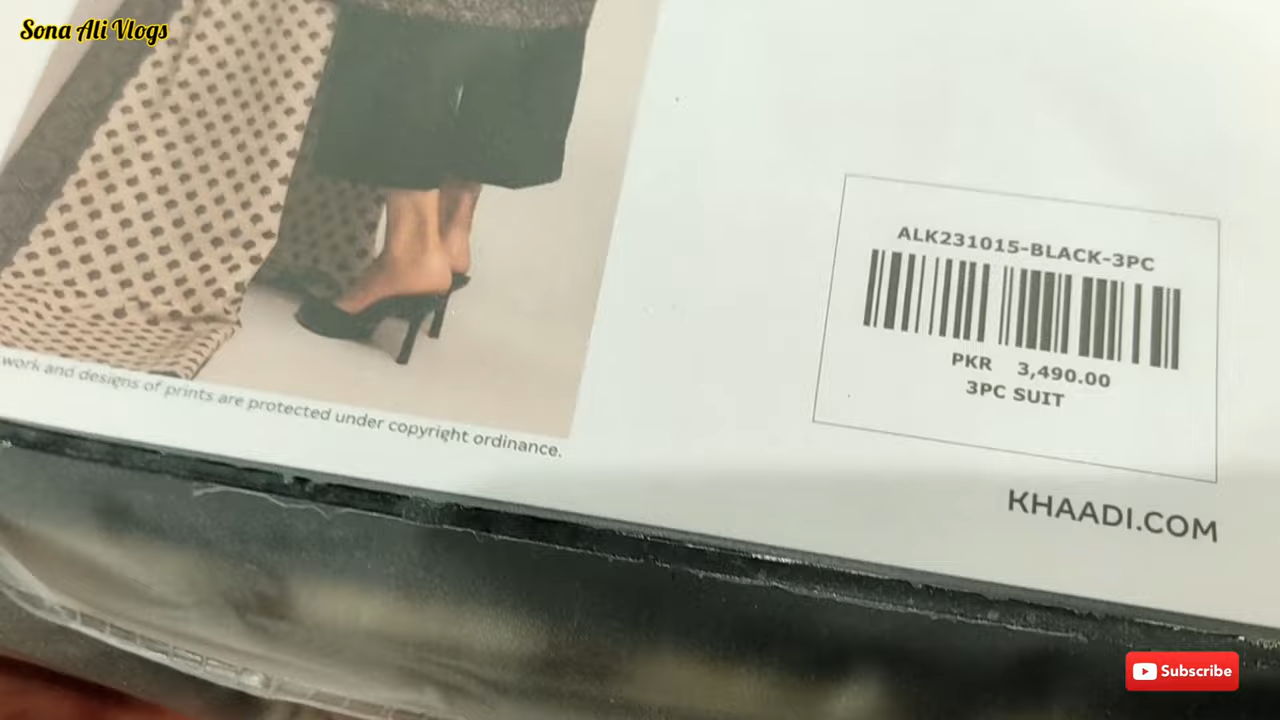 Sona Ali Vlogs
ALK231015-BLACK-3PC
PKR 3,490.00
3PC SUIT
work and designs of prints are protected under copyright ordinance.
KHAADI.COM
Subscribe